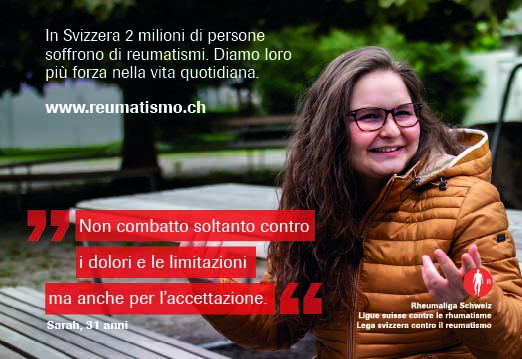 In Svizzera 2 milioni di persone
soffrono di reumatismi. Diamo loro
più forza nella vita quotidiana.
www.reumatismo.ch
Non combatto soltanto contro
i dolori e le limitazioni
ma anche per l’accettazione.
Sarah, 31 anni
R
Rheumaliga Schweiz
Ligue suisse contre le rhumatisme
Lega svizzera contro il reumatismo